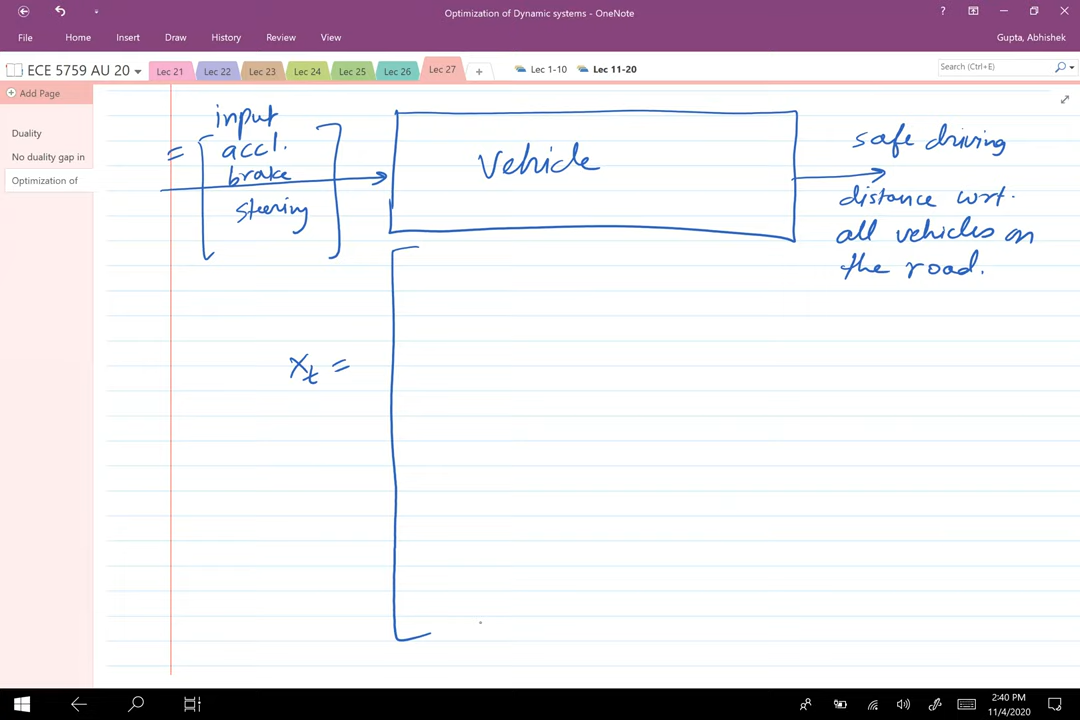 Optimization of Dynamic systems - OneNote
?
File Home Insert Draw History Review View
Gupta, Abhishek
ECE 5759 AU 20
Lec 21 Lec 22 Lec 23 Lec 24 Lec 25 Lec 26 Lec 27 + Lec 1-10 Lec 11-20
Search (Ctrl+E)
Add Page
Duality
No duality gap in
Optimization of
input
= [ accl.
brake
steering ]
Vehicle
safe driving
distance wrt.
all vehicles on
the road.
x_t = [
2:40 PM
11/4/2020